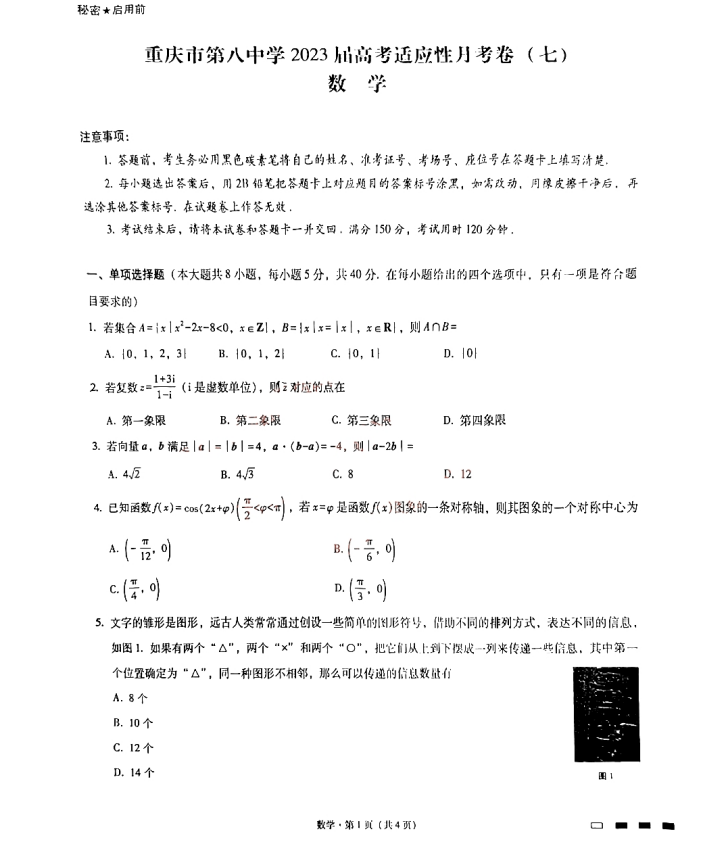 秘密★启用前
重庆市第八中学2023届高考适应性月考卷（七）
数 学
注意事项：
1. 答题前，考生务必用黑色碳素笔将自己的姓名、准考证号、考场号、座位号在答题卡上填写清楚．
2. 每小题选出答案后，用2B铅笔把答题卡上对应题目的答案标号涂黑，如需改动，用橡皮擦干净后，再
选涂其他答案标号．在试题卷上作答无效．
3. 考试结束后，请将本试卷和答题卡一并交回．满分150分，考试用时120分钟．
一、单项选择题（本大题共8小题，每小题5分，共40分．在每小题给出的四个选项中，只有一项是符合题
目要求的）
1. 若集合A={x|x²-2x-8<0，x∈Z}，B={x|x=|x|，x∈R}，则A∩B=
A. {0，1，2，3} B. {0，1，2} C. {0，1} D. {0}
2. 若复数z=(1+3i)/(1-i)（i是虚数单位），则z̄对应的点在
A. 第一象限 B. 第二象限 C. 第三象限 D. 第四象限
3. 若向量a，b满足|a|=|b|=4，a·(b-a)=-4，则|a-2b|=
A. 4√2 B. 4√3 C. 8 D. 12
4. 已知函数f(x)=cos(2x+φ)(π/2<φ<π)，若x=φ是函数f(x)图象的一条对称轴，则其图象的一个对称中心为
A. (-π/12，0) B. (-π/6，0)
C. (π/4，0) D. (π/3，0)
5. 文字的雏形是图形，远古人类常常通过创设一些简单的图形符号，借助不同的排列方式，表达不同的信息．
如图1. 如果有两个“△”，两个“×”和两个“○”，把它们从上到下摆成一列来传递一些信息，其中第一
个位置确定为“△”，同一种图形不相邻，那么可以传递的信息数量有
A. 8个
B. 10个
C. 12个
D. 14个
图1
数学·第1页（共4页）